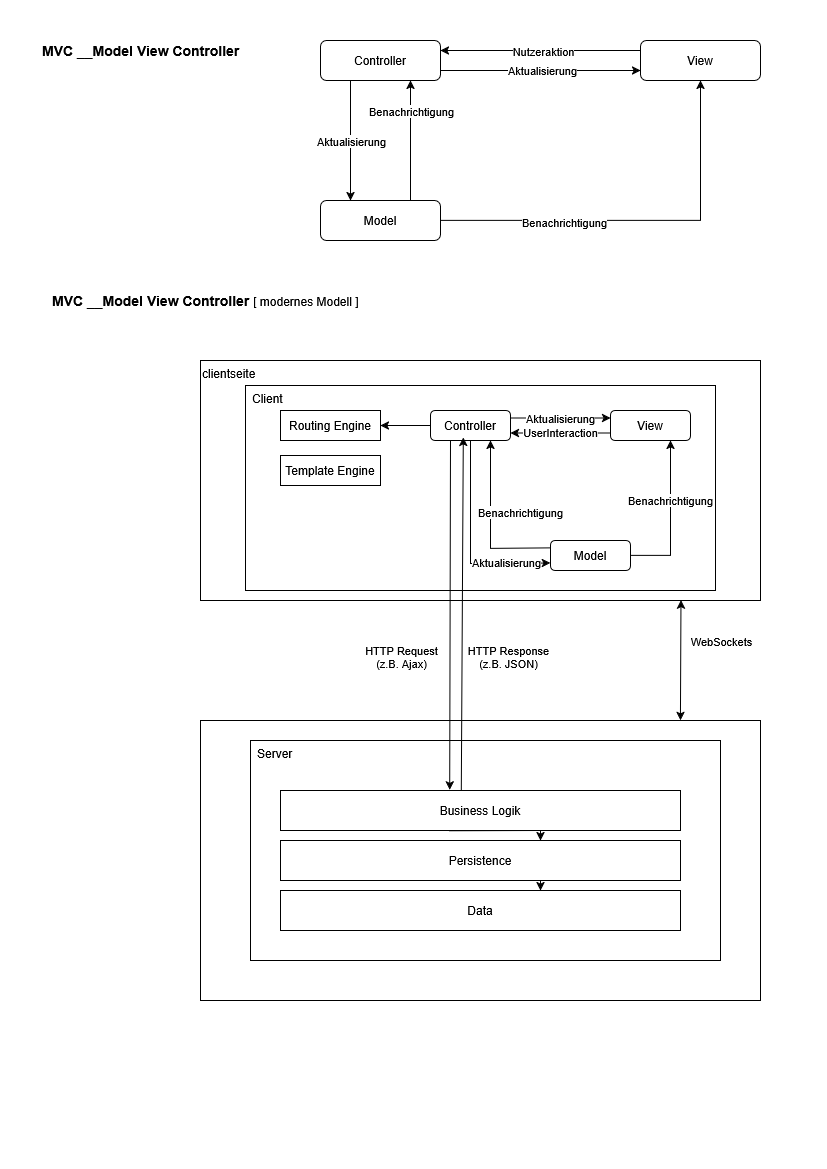 MVC __Model View Controller
Controller
Nutzeraktion
Aktualisierung
View
Benachrichtigung
Aktualisierung
Model
Benachrichtigung
MVC __Model View Controller [ modernes Modell ]
clientseite
Client
Routing Engine
Controller
Aktualisierung
UserInteraction
View
Template Engine
Benachrichtigung
Benachrichtigung
Aktualisierung
Model
HTTP Request
(z.B. Ajax)
HTTP Response
(z.B. JSON)
WebSockets
Server
Business Logik
Persistence
Data